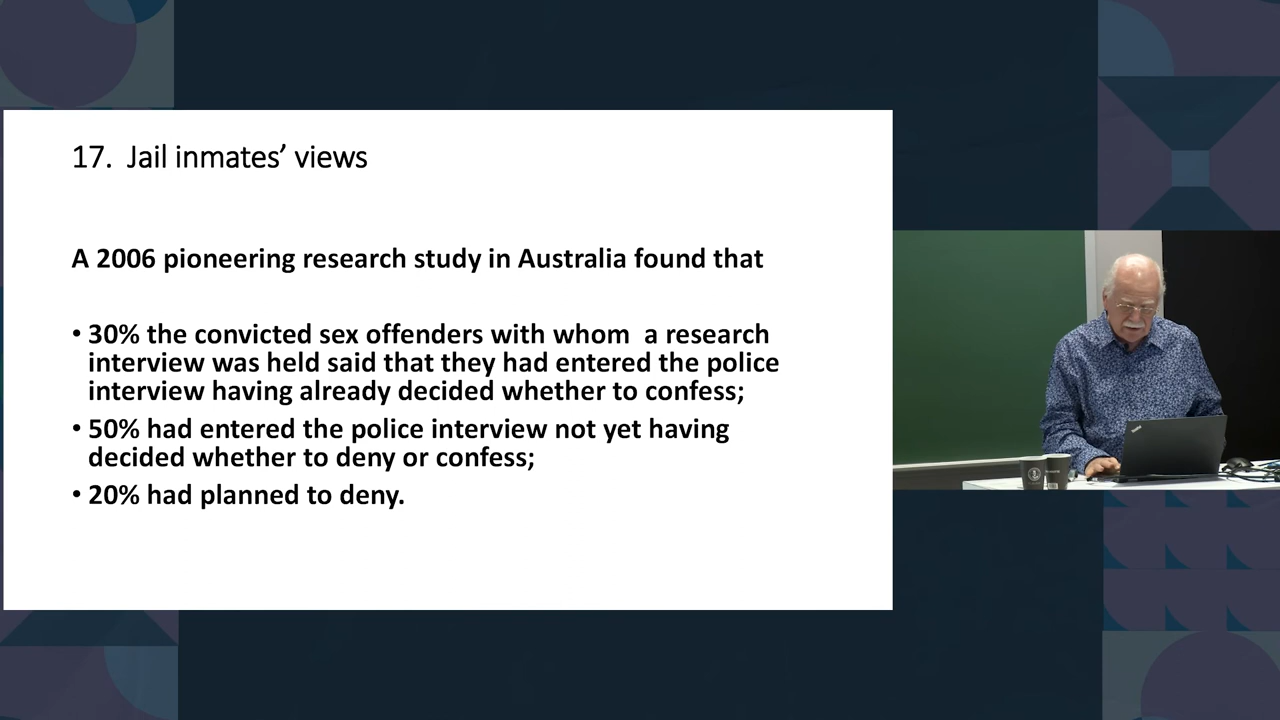 17. Jail inmates’ views
A 2006 pioneering research study in Australia found that
• 30% the convicted sex offenders with whom a research
interview was held said that they had entered the police
interview having already decided whether to confess;
• 50% had entered the police interview not yet having
decided whether to deny or confess;
• 20% had planned to deny.